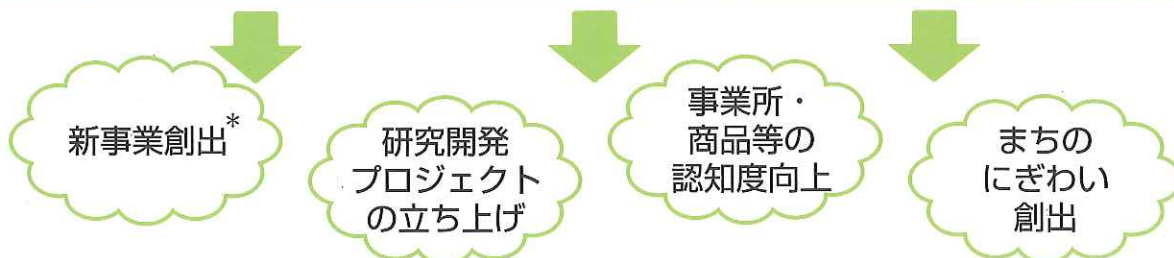 新事業創出*
研究開発
プロジェクト
の立ち上げ
事業所・
商品等の
認知度向上
まちの
にぎわい
創出